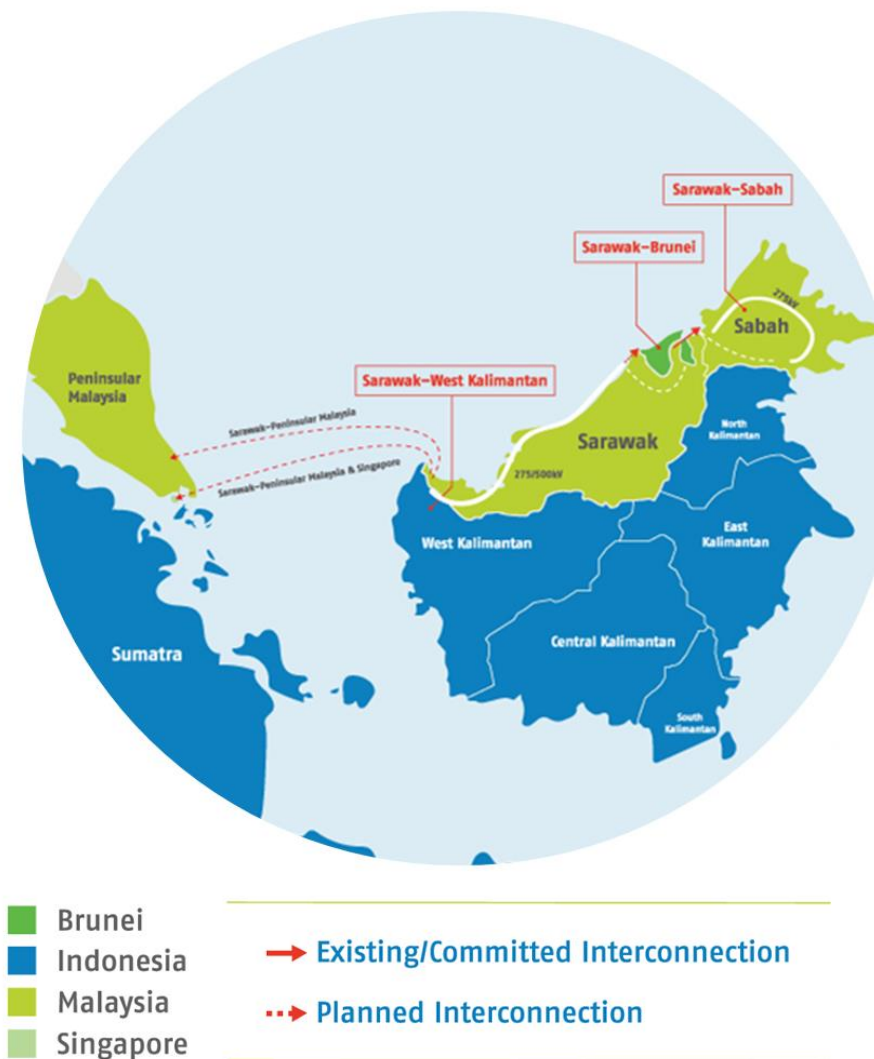 Sarawak–Sabah
Sarawak–Brunei
275kV
Sabah
Peninsular
Malaysia
Sarawak–West Kalimantan
Sarawak–Peninsular Malaysia
Sarawak
North
Kalimantan
275/500kV
Sarawak–Peninsular Malaysia & Singapore
West Kalimantan
East
Kalimantan
Sumatra
Central Kalimantan
South
Kalimantan
Brunei
Indonesia
Malaysia
Singapore
Existing/Committed Interconnection
Planned Interconnection